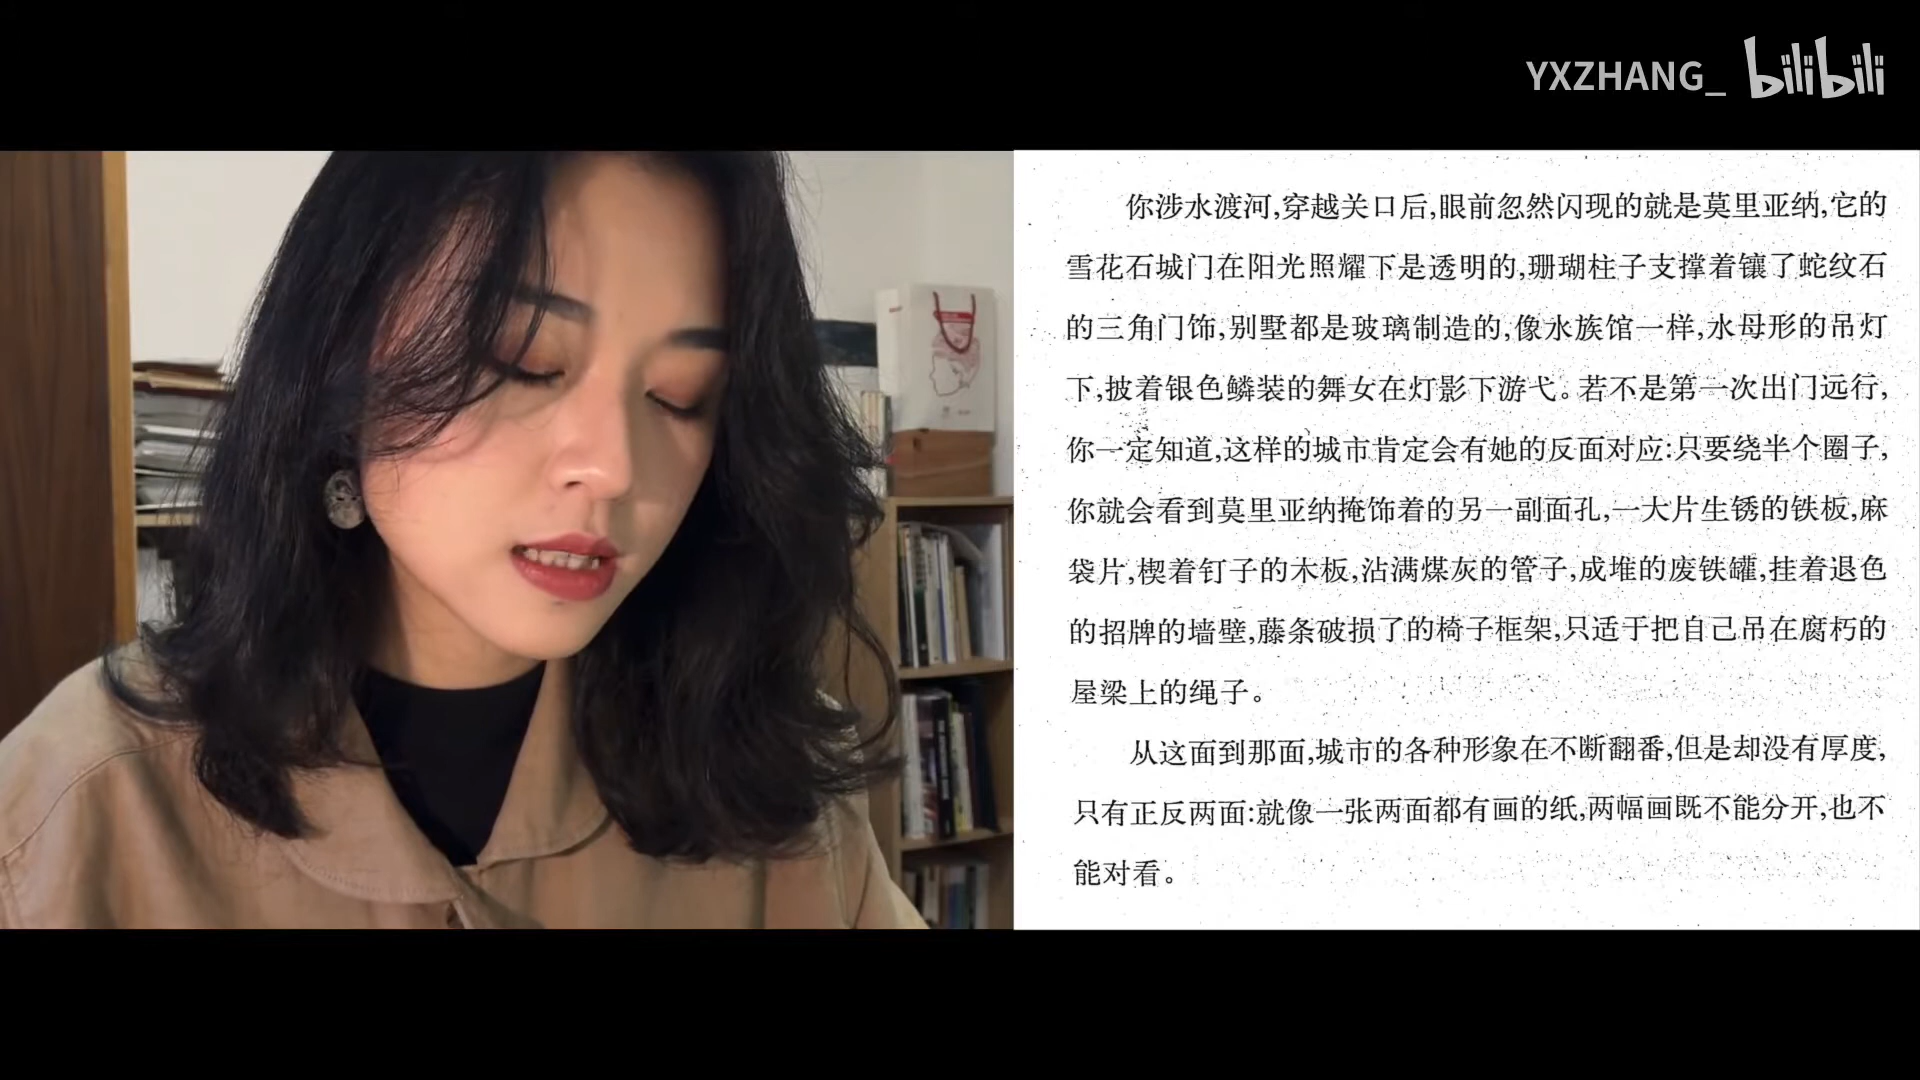 YXZHANG_ bilibili
你涉水渡河,穿越关口后,眼前忽然闪现的就是莫里亚纳,它的
雪花石城门在阳光照耀下是透明的,珊瑚柱子支撑着镶了蛇纹石
的三角门饰,别墅都是玻璃制造的,像水族馆一样,水母形的吊灯
下,披着银色鳞装的舞女在灯影下游弋。若不是第一次出门远行,
你一定知道,这样的城市肯定会有她的反面对应:只要绕半个圈子,
你就会看到莫里亚纳掩饰着的另一副面孔,一大片生锈的铁板,麻
袋片,楔着钉子的木板,沾满煤灰的管子,成堆的废铁罐,挂着退色
的招牌的墙壁,藤条破损了的椅子框架,只适于把自己吊在腐朽的
屋梁上的绳子。
从这面到那面,城市的各种形象在不断翻番,但是却没有厚度,
只有正反两面:就像一张两面都有画的纸,两幅画既不能分开,也不
能对看。